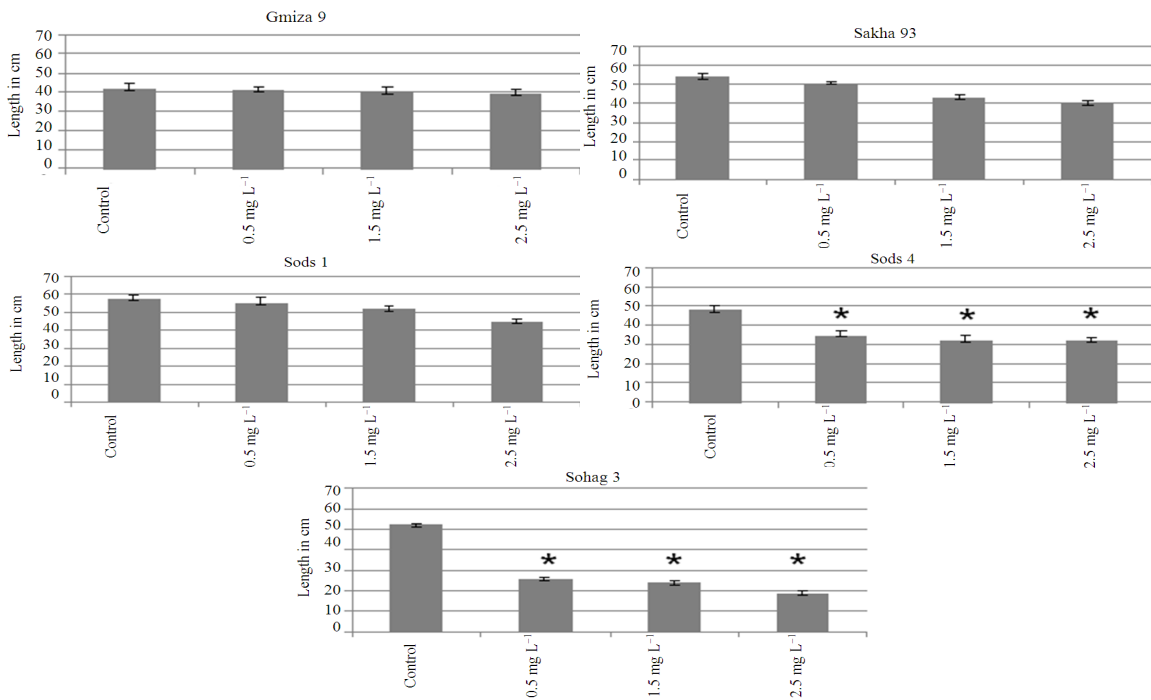 Gmiza 9
Length in cm
70
60
50
40
30
20
10
0
Control
0.5 mg L⁻¹
1.5 mg L⁻¹
2.5 mg L⁻¹
Sakha 93
Length in cm
70
60
50
40
30
20
10
0
Control
0.5 mg L⁻¹
1.5 mg L⁻¹
2.5 mg L⁻¹
Sods 1
Length in cm
70
60
50
40
30
20
10
0
Control
0.5 mg L⁻¹
1.5 mg L⁻¹
2.5 mg L⁻¹
Sods 4
Length in cm
70
60
50
40
30
20
10
0
* * *
Control
0.5 mg L⁻¹
1.5 mg L⁻¹
2.5 mg L⁻¹
Sohag 3
Length in cm
70
60
50
40
30
20
10
0
* * *
Control
0.5 mg L⁻¹
1.5 mg L⁻¹
2.5 mg L⁻¹